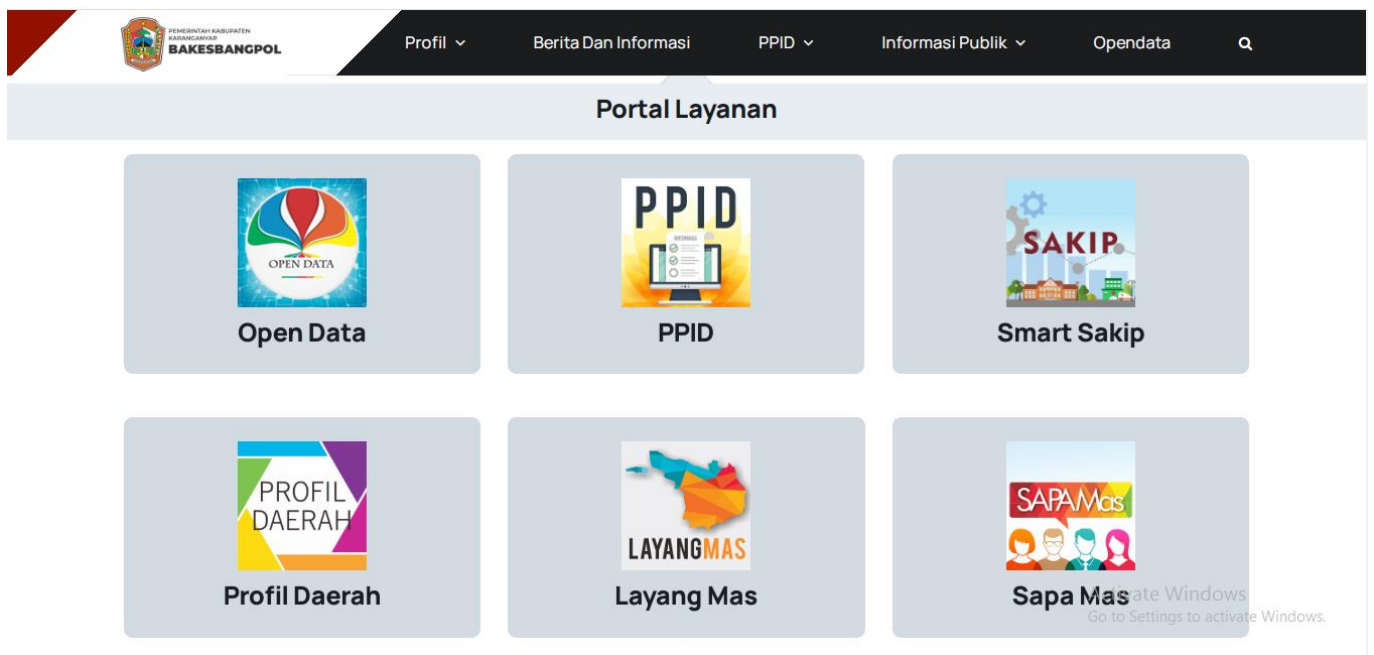 PEMERINTAH KABUPATEN
KARANGANYAR
BAKESBANGPOL
Profil
Berita Dan Informasi
PPID
Informasi Publik
Opendata
Portal Layanan
OPEN DATA
Open Data
PPID
INFORMASI
PPID
SAKIP
Smart Sakip
PROFIL
DAERAH
Profil Daerah
LAYANGMAS
Layang Mas
SAPAMas
Sapa Mas
Activate Windows
Go to Settings to activate Windows.